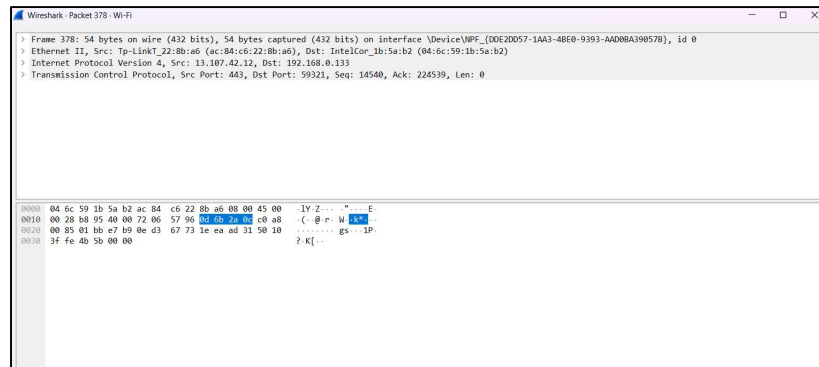 Wireshark · Packet 378 · Wi-Fi
> Frame 378: 54 bytes on wire (432 bits), 54 bytes captured (432 bits) on interface \Device\NPF_{DDE2DD57-1AA3-4BE0-9393-AAD0BA39057B}, id 0
> Ethernet II, Src: Tp-LinkT_22:8b:a6 (ac:84:c6:22:8b:a6), Dst: IntelCor_1b:5a:b2 (04:6c:59:1b:5a:b2)
> Internet Protocol Version 4, Src: 13.107.42.12, Dst: 192.168.0.133
> Transmission Control Protocol, Src Port: 443, Dst Port: 59321, Seq: 14540, Ack: 224539, Len: 0
0000 04 6c 59 1b 5a b2 ac 84 c6 22 8b a6 08 00 45 00 ·lY·Z··· ·"····E·
0010 00 28 b8 95 40 00 72 06 57 96 0d 6b 2a 0c c0 a8 ·(··@·r· W··k*···
0020 00 85 01 bb e7 b9 0e d3 67 73 1e ea ad 31 50 10 ········ gs···1P·
0030 3f fe 4b 5b 00 00 ?·K[··